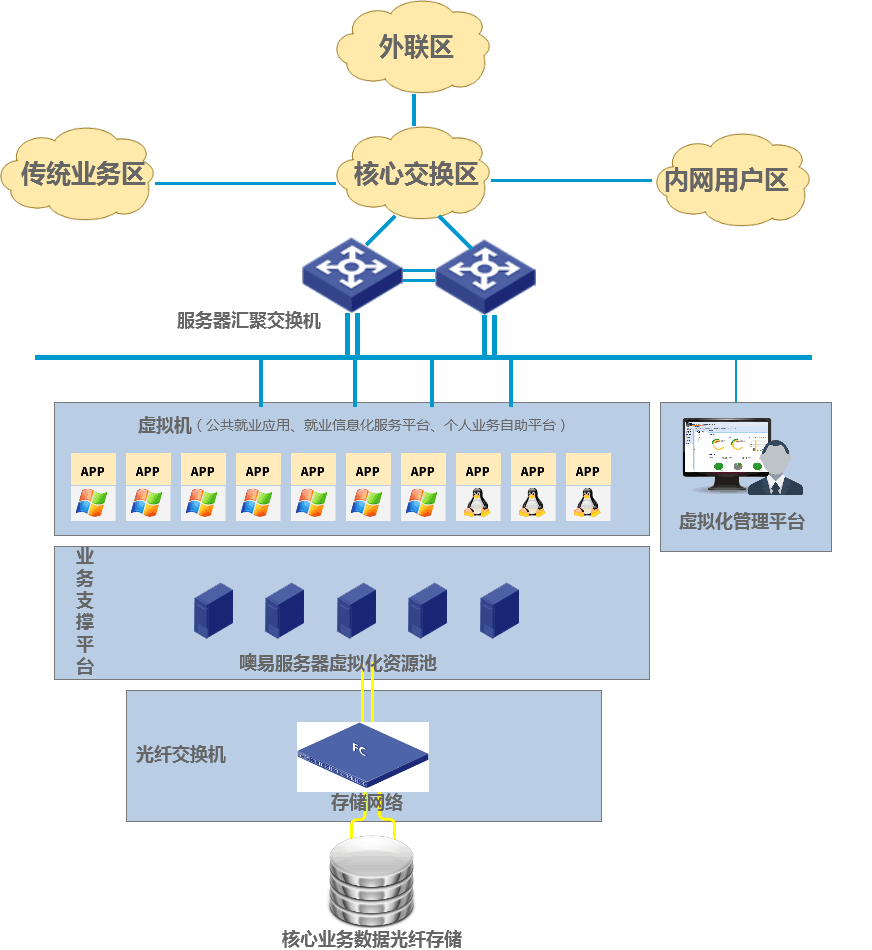 外联区
传统业务区
核心交换区
内网用户区
服务器汇聚交换机
虚拟机（公共就业应用、就业信息化服务平台、个人业务自助平台）
APP APP APP APP APP APP APP APP APP APP
虚拟化管理平台
业务支撑平台
噢易服务器虚拟化资源池
光纤交换机
FC
存储网络
核心业务数据光纤存储